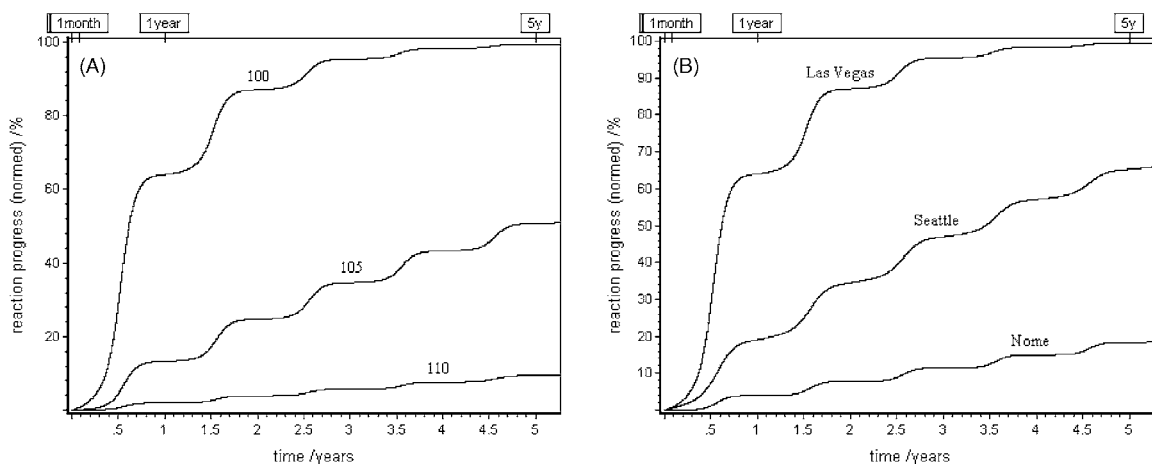 1month 1year 5y
(A)
100
105
110
100
80
60
40
20
reaction progress (normed) /%
.5 1 1.5 2 2.5 3 3.5 4 4.5 5
time /years
1month 1year 5y
(B)
Las Vegas
Seattle
Nome
100
90
80
70
60
50
40
30
20
10
reaction progress (normed) /%
.5 1 1.5 2 2.5 3 3.5 4 4.5 5
time /years